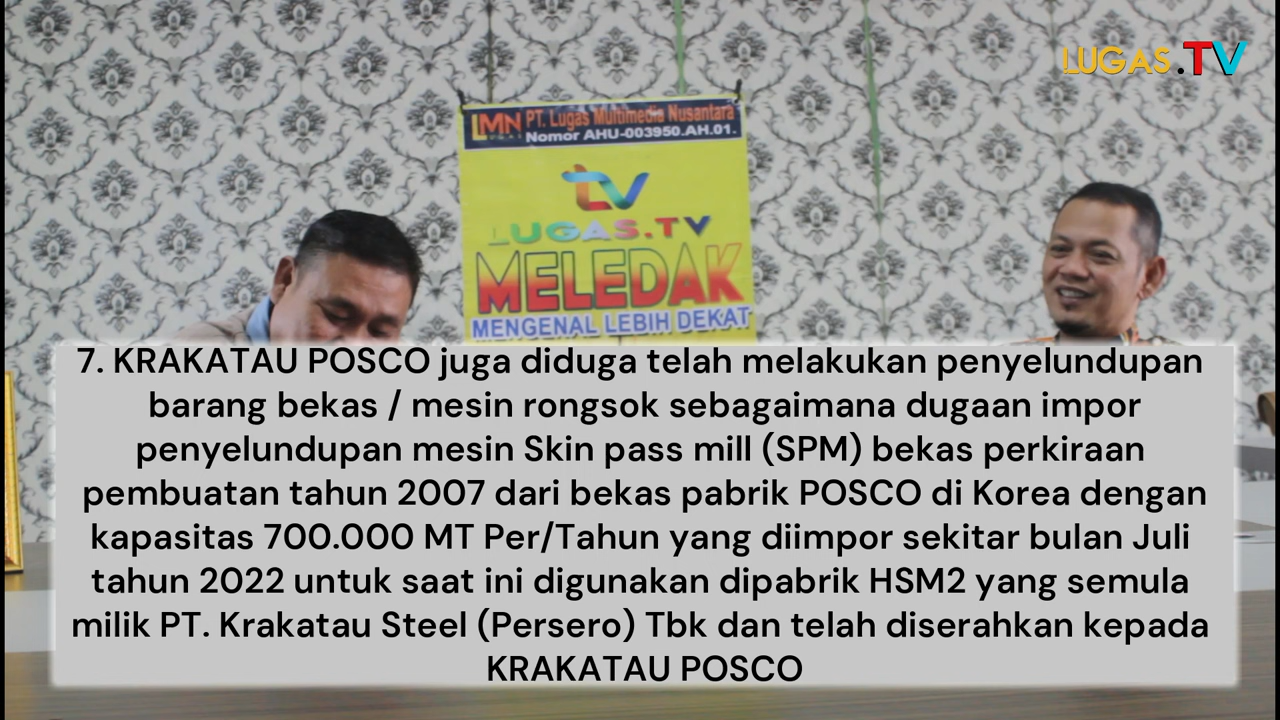 LUGAS.TV
LMN PT. Lugas Multimedia Nusantara
Nomor AHU-003950.AH.01.
tv
LUGAS.TV
MELEDAK
MENGENAL LEBIH DEKAT
7. KRAKATAU POSCO juga diduga telah melakukan penyelundupan
barang bekas / mesin rongsok sebagaimana dugaan impor
penyelundupan mesin Skin pass mill (SPM) bekas perkiraan
pembuatan tahun 2007 dari bekas pabrik POSCO di Korea dengan
kapasitas 700.000 MT Per/Tahun yang diimpor sekitar bulan Juli
tahun 2022 untuk saat ini digunakan dipabrik HSM2 yang semula
milik PT. Krakatau Steel (Persero) Tbk dan telah diserahkan kepada
KRAKATAU POSCO